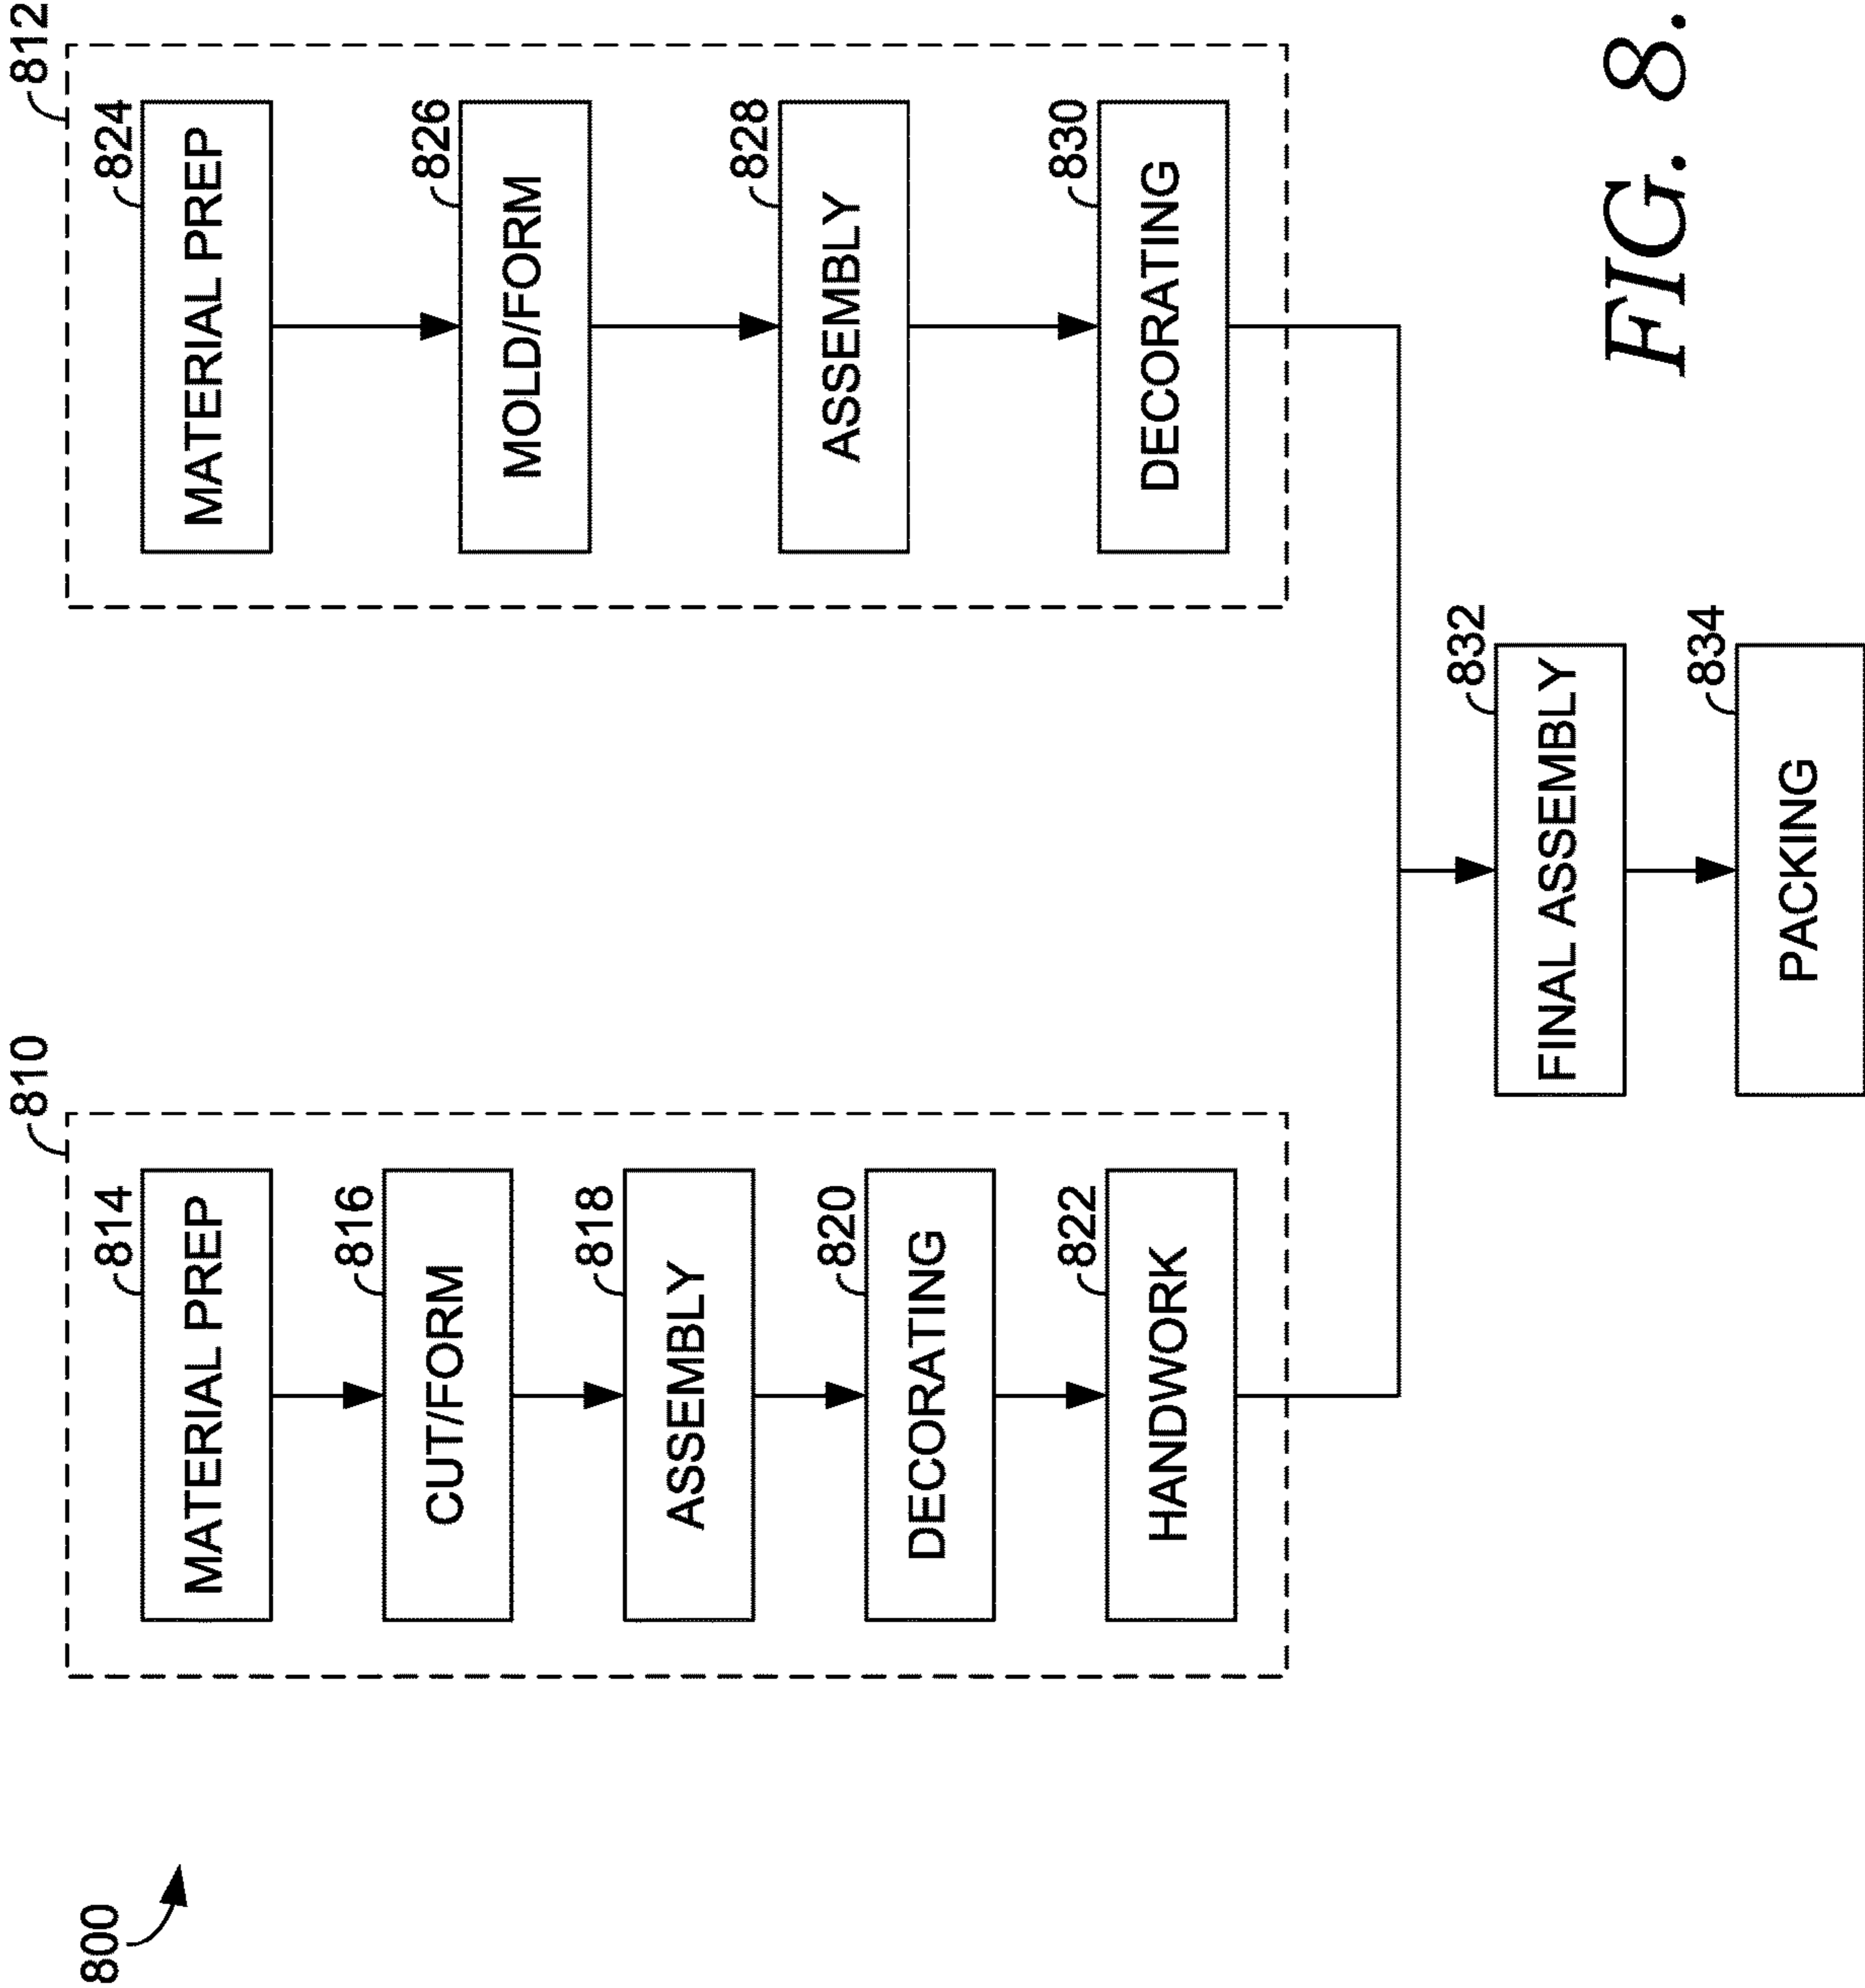 800
810
814
MATERIAL PREP
816
CUT/FORM
818
ASSEMBLY
820
DECORATING
822
HANDWORK
812
824
MATERIAL PREP
826
MOLD/FORM
828
ASSEMBLY
830
DECORATING
832
FINAL ASSEMBLY
834
PACKING
FIG. 8.